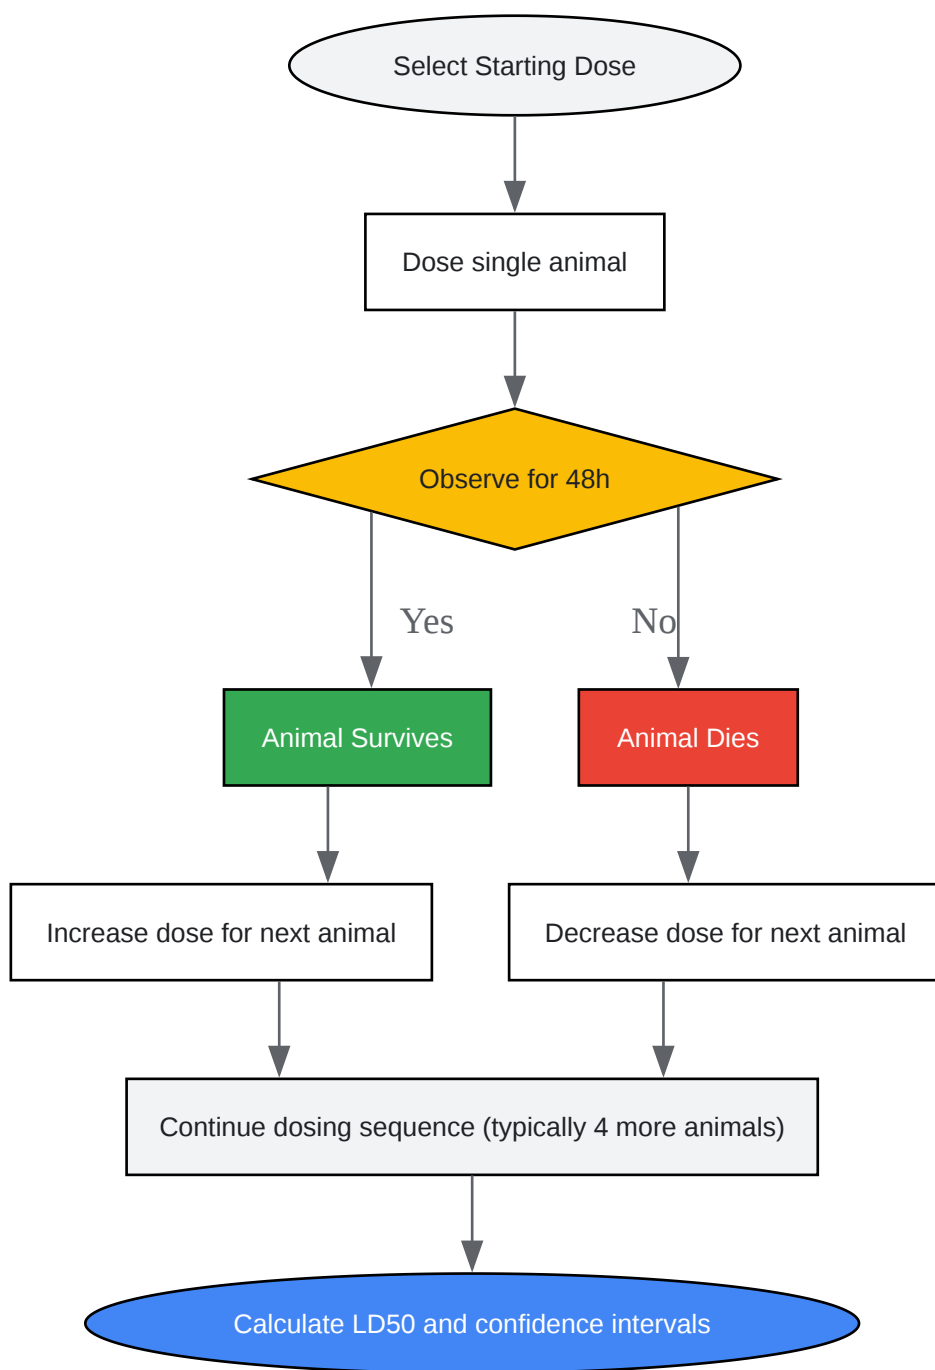 Select Starting Dose
Dose single animal
Observe for 48h
Yes
No
Animal Survives
Animal Dies
Increase dose for next animal
Decrease dose for next animal
Continue dosing sequence (typically 4 more animals)
Calculate LD50 and confidence intervals